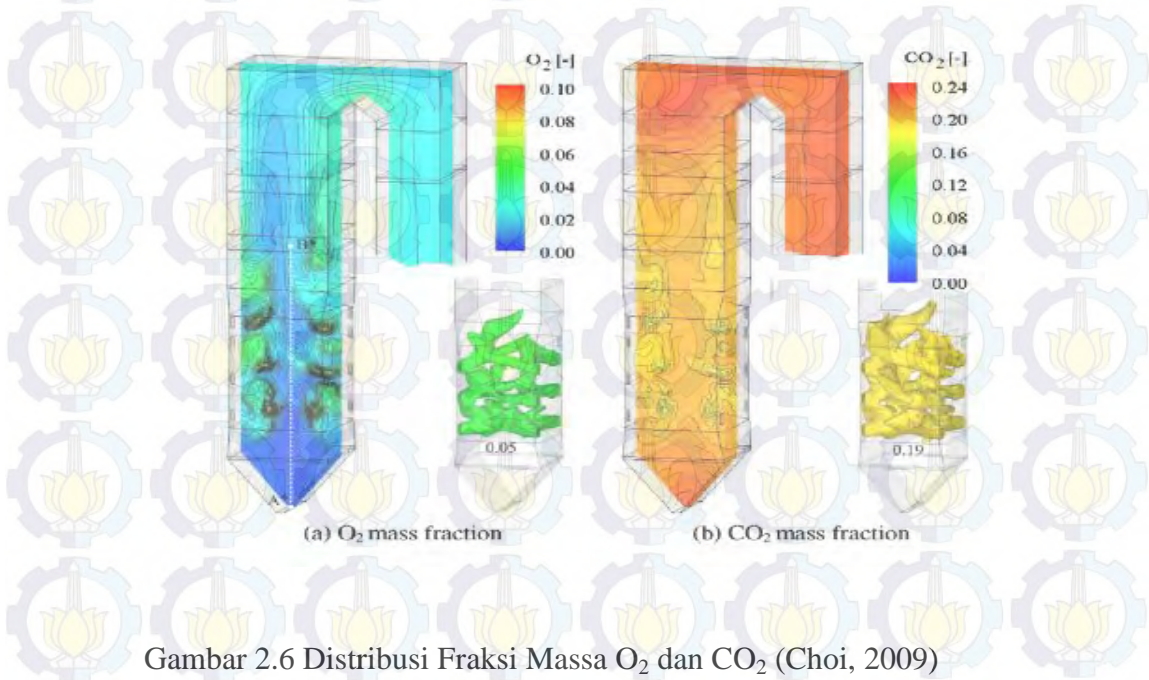 O₂ [-]
0.10
0.08
0.06
0.04
0.02
0.00
0.05
A
(a) O₂ mass fraction
CO₂ [-]
0.24
0.20
0.16
0.12
0.08
0.04
0.00
0.19
(b) CO₂ mass fraction
Gambar 2.6 Distribusi Fraksi Massa O₂ dan CO₂ (Choi, 2009)